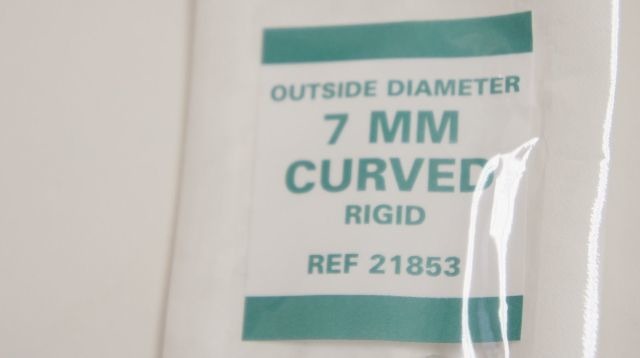 OUTSIDE DIAMETER
7 MM
CURVED
RIGID
REF 21853